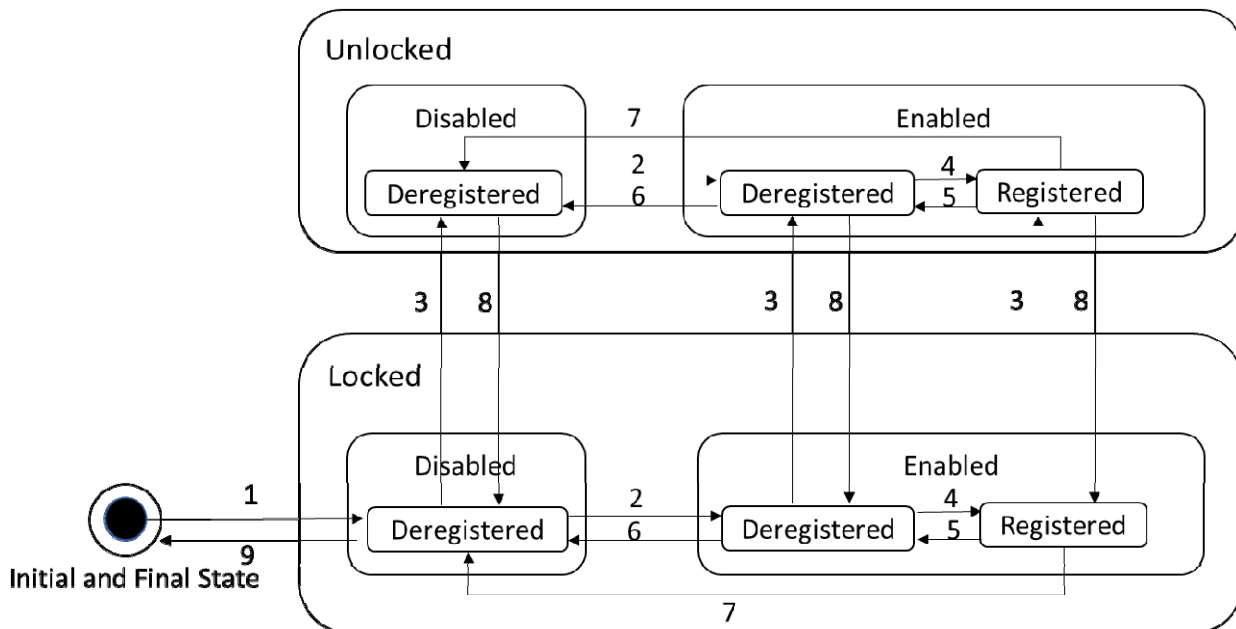 Unlocked
Disabled
7
Enabled
2
4
Deregistered
Deregistered
Registered
6
5
3
8
3
8
3
8
Locked
Disabled
Enabled
1
2
4
Deregistered
Deregistered
Registered
6
5
9
Initial and Final State
7